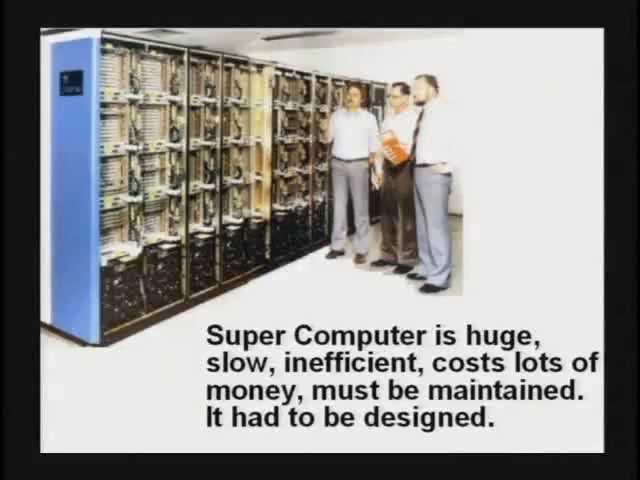 Super Computer is huge,
slow, inefficient, costs lots of
money, must be maintained.
It had to be designed.